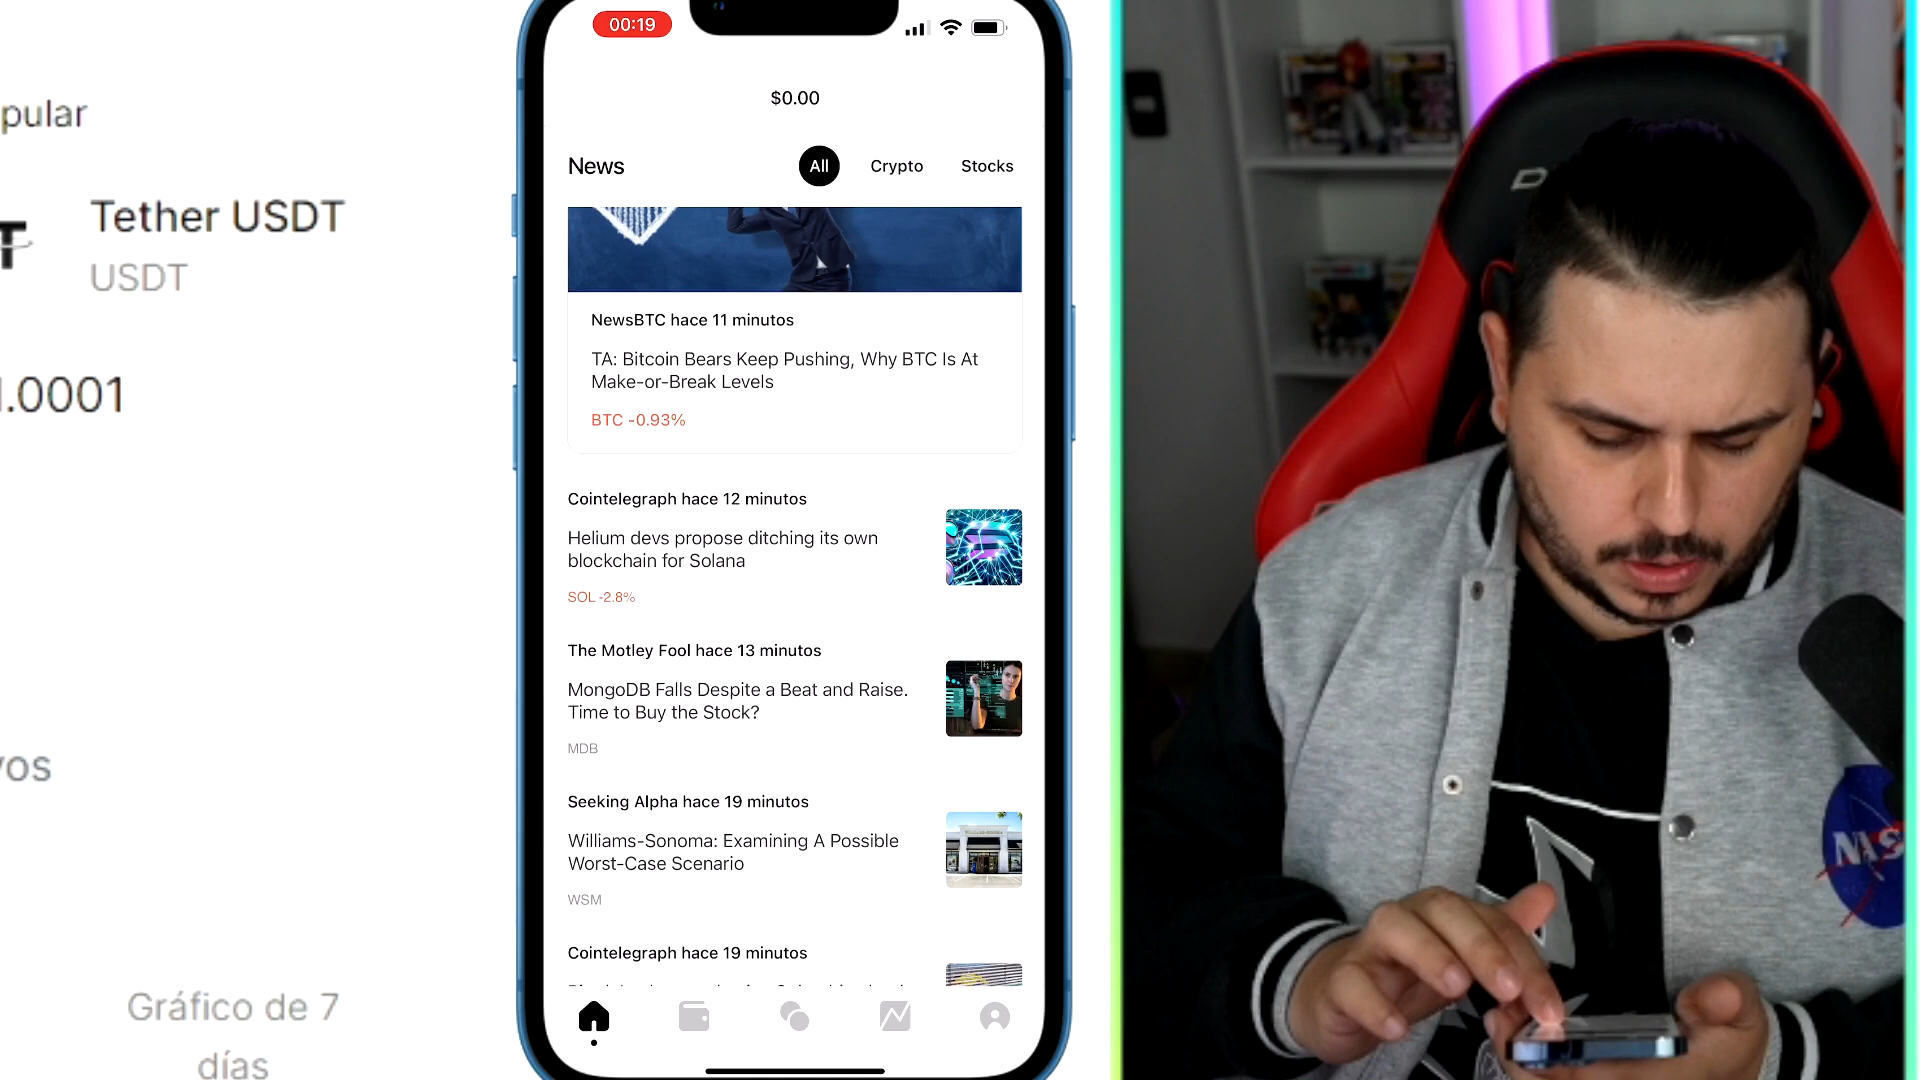 pular
Tether USDT
USDT
.0001
vos
Gráfico de 7
días
00:19
$0.00
News
All
Crypto
Stocks
NewsBTC hace 11 minutos
TA: Bitcoin Bears Keep Pushing, Why BTC Is At
Make-or-Break Levels
BTC -0.93%
Cointelegraph hace 12 minutos
Helium devs propose ditching its own
blockchain for Solana
SOL -2.8%
The Motley Fool hace 13 minutos
MongoDB Falls Despite a Beat and Raise.
Time to Buy the Stock?
MDB
Seeking Alpha hace 19 minutos
Williams-Sonoma: Examining A Possible
Worst-Case Scenario
WSM
Cointelegraph hace 19 minutos
NAS